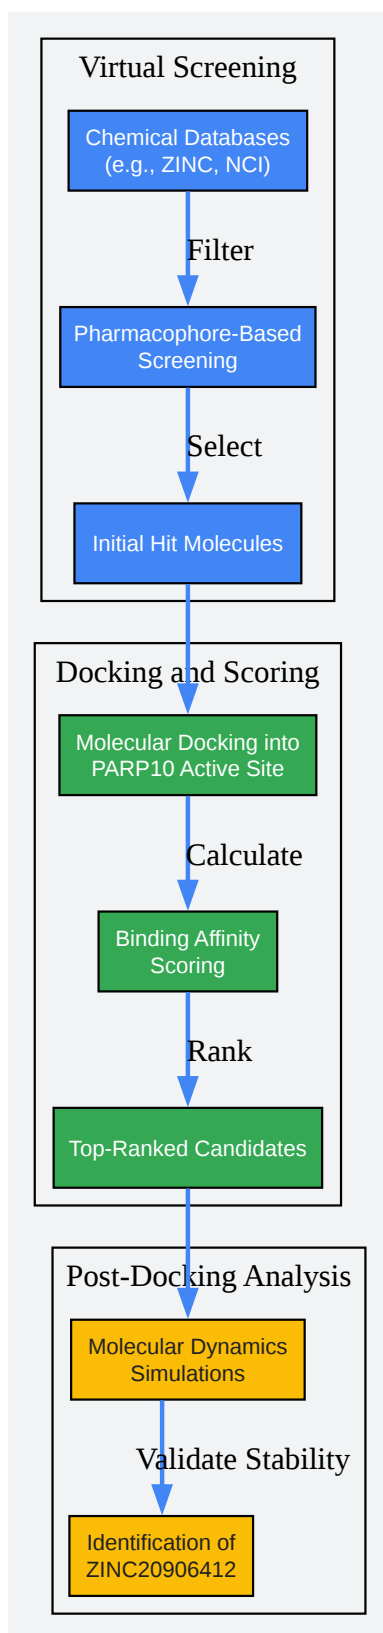 Virtual Screening
Chemical Databases
(e.g., ZINC, NCI)
Filter
Pharmacophore-Based
Screening
Select
Initial Hit Molecules
Docking and Scoring
Molecular Docking into
PARP10 Active Site
Calculate
Binding Affinity
Scoring
Rank
Top-Ranked Candidates
Post-Docking Analysis
Molecular Dynamics
Simulations
Validate Stability
Identification of
ZINC20906412